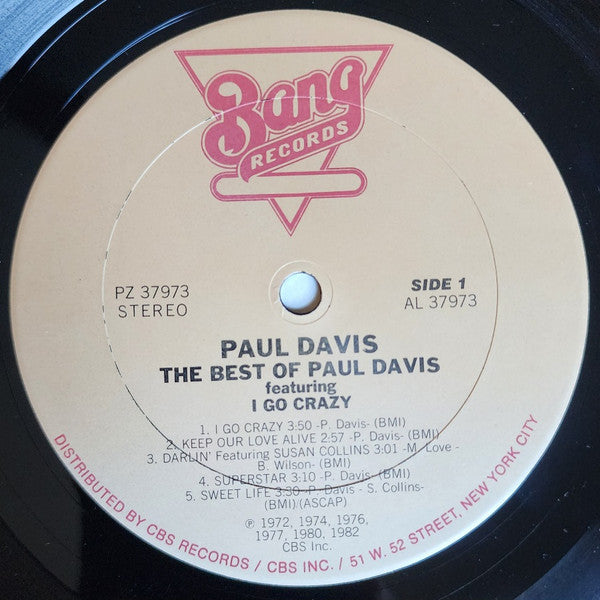 Bang
RECORDS
PZ 37973
STEREO
SIDE 1
AL 37973
PAUL DAVIS
THE BEST OF PAUL DAVIS
featuring
I GO CRAZY
1. I GO CRAZY 3:50 -P. Davis- (BMI)
2. KEEP OUR LOVE ALIVE 2:57 -P. Davis- (BMI)
3. DARLIN' Featuring SUSAN COLLINS 3:01 -M. Love -
B. Wilson- (BMI)
4. SUPERSTAR 3:10 -P. Davis- (BMI)
5. SWEET LIFE 3:30 -P. Davis - S. Collins-
(BMI)/(ASCAP)
℗ 1972, 1974, 1976,
1977, 1980, 1982
CBS Inc.
DISTRIBUTED BY CBS RECORDS / CBS INC. / 51 W. 52 STREET, NEW YORK CITY